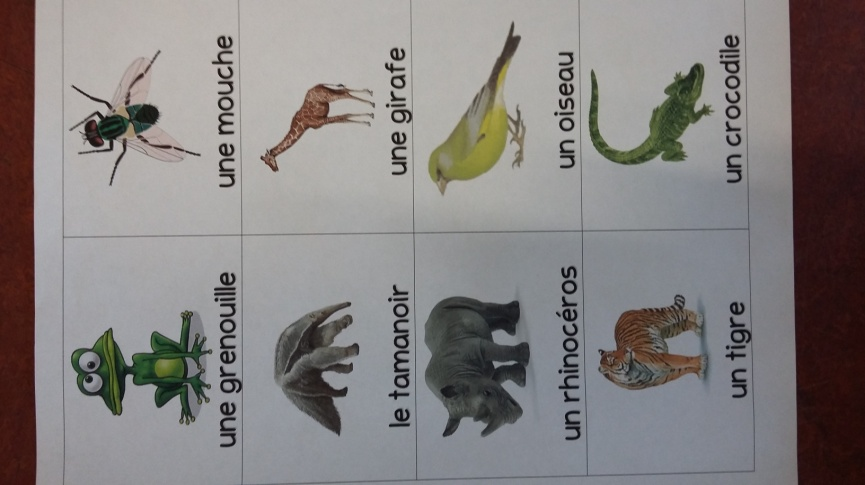 une grenouille
une mouche
le tamanoir
une girafe
un rhinocéros
un oiseau
un tigre
un crocodile